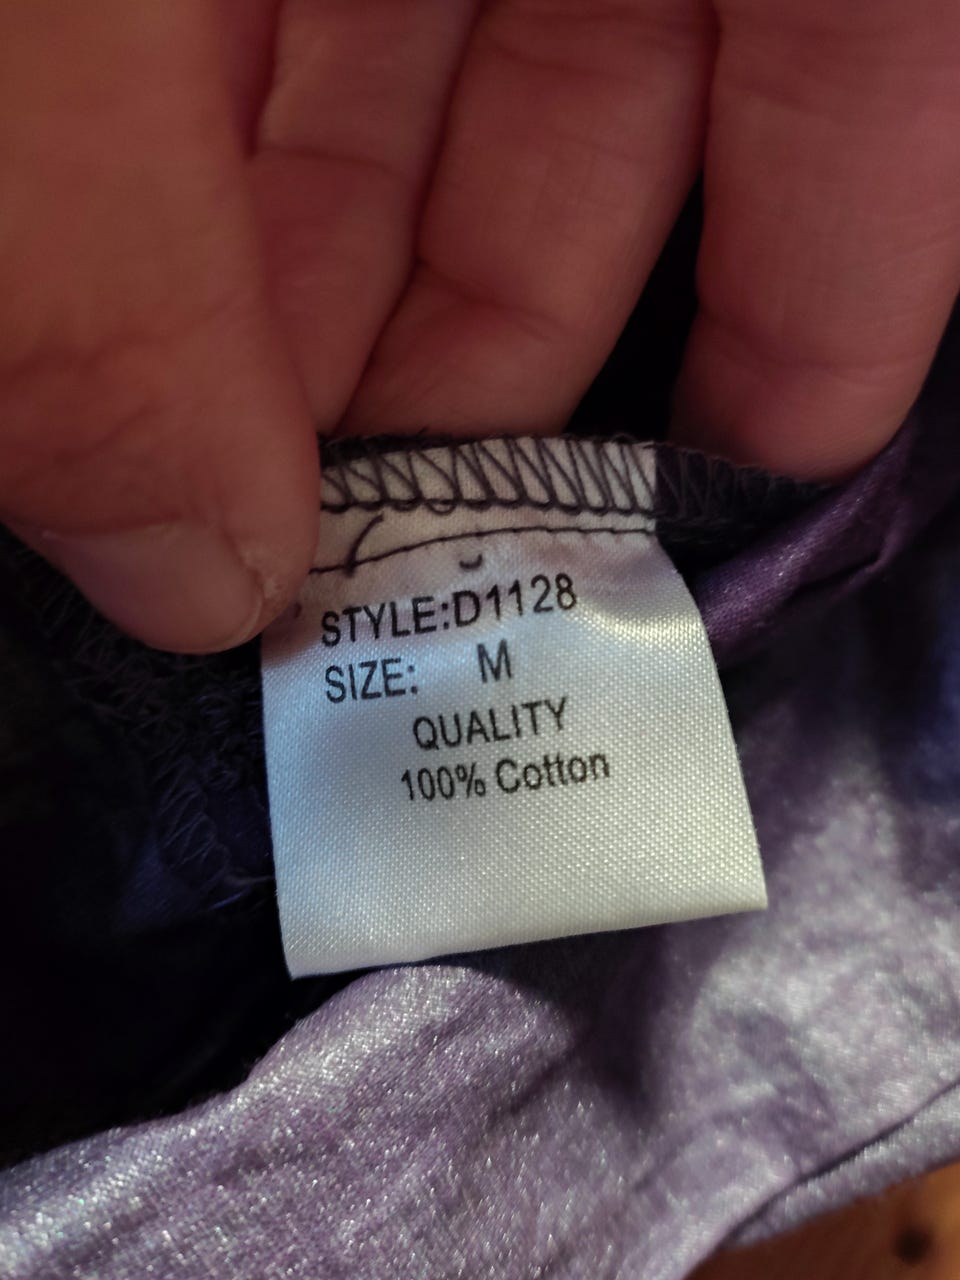 STYLE:D1128
SIZE: M
QUALITY
100% Cotton